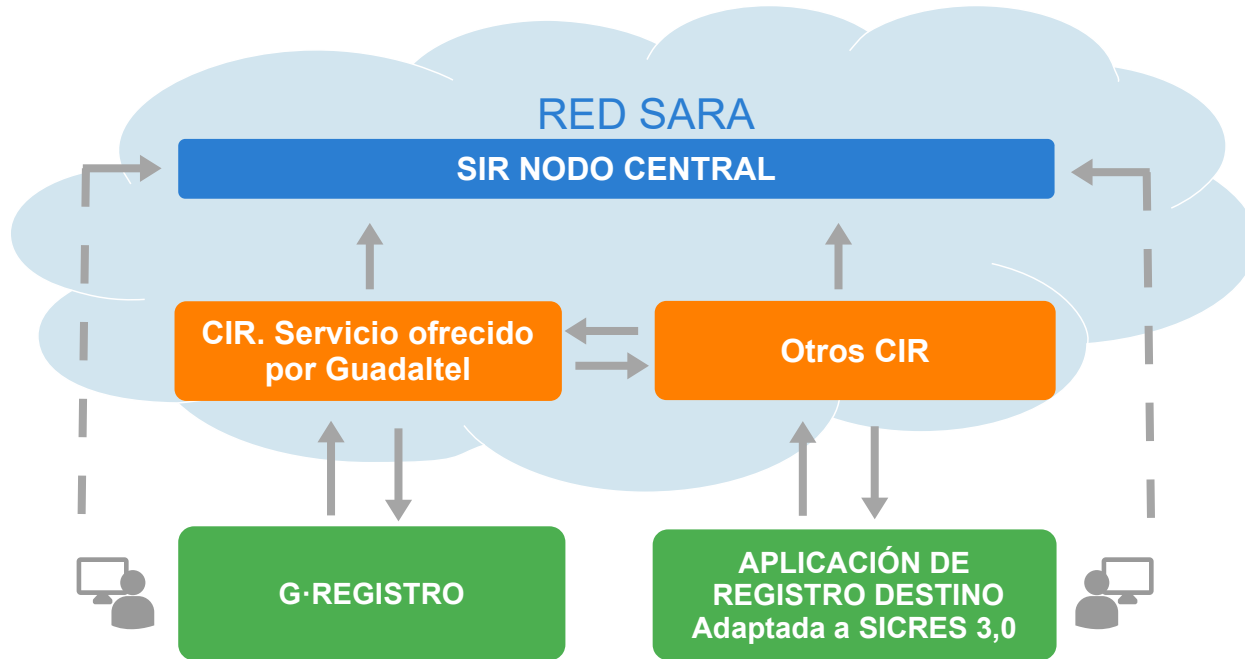 RED SARA
SIR NODO CENTRAL
CIR. Servicio ofrecido
por Guadaltel
Otros CIR
G·REGISTRO
APLICACIÓN DE
REGISTRO DESTINO
Adaptada a SICRES 3,0